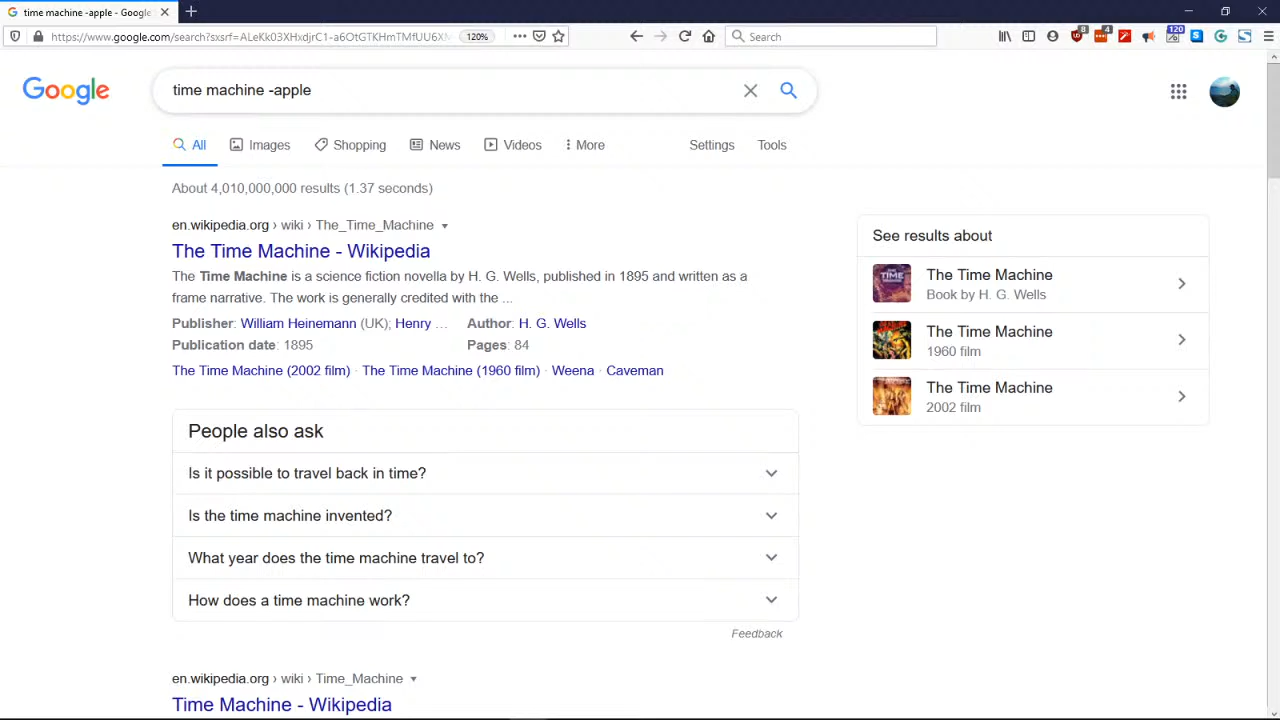 time machine -apple - Google
https://www.google.com/search?sxsrf=ALeKk03XHxdjrC1-a6OtGTKHmTMfUU6XM
120%
Search
8
4
120
Google
time machine -apple
All
Images
Shopping
News
Videos
More
Settings
Tools
About 4,010,000,000 results (1.37 seconds)
en.wikipedia.org › wiki › The_Time_Machine
The Time Machine - Wikipedia
The Time Machine is a science fiction novella by H. G. Wells, published in 1895 and written as a
frame narrative. The work is generally credited with the ...
Publisher: William Heinemann (UK); Henry ... Author: H. G. Wells
Publication date: 1895 Pages: 84
The Time Machine (2002 film) · The Time Machine (1960 film) · Weena · Caveman
People also ask
Is it possible to travel back in time?
Is the time machine invented?
What year does the time machine travel to?
How does a time machine work?
Feedback
en.wikipedia.org › wiki › Time_Machine
Time Machine - Wikipedia
See results about
The Time Machine
Book by H. G. Wells
The Time Machine
1960 film
The Time Machine
2002 film